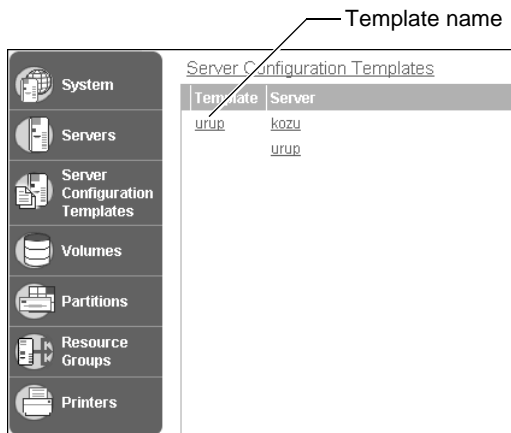 Template name
Server Configuration Templates
Template Server
urup kozu
urup
System
Servers
Server
Configuration
Templates
Volumes
Partitions
Resource
Groups
Printers